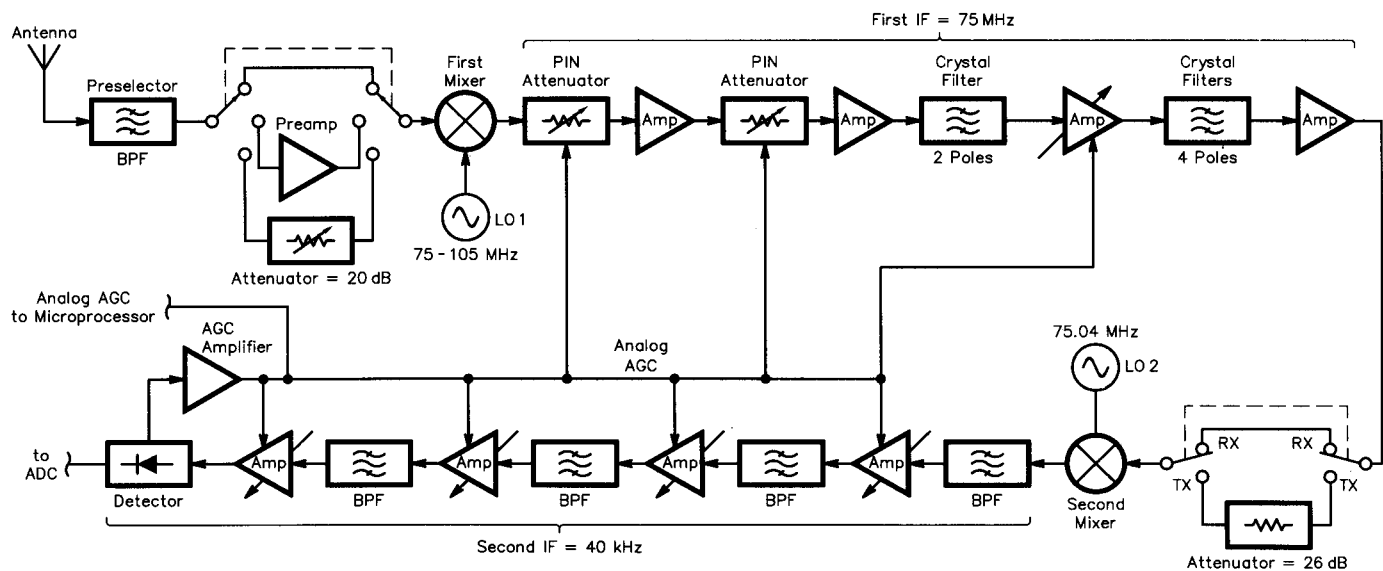 First IF = 75 MHz
Antenna
Preselector
BPF
Preamp
Attenuator = 20 dB
First
Mixer
LO 1
75-105 MHz
PIN
Attenuator
Amp
PIN
Attenuator
Amp
Crystal
Filter
2 Poles
Amp
Crystal
Filters
4 Poles
Amp
Analog AGC
to Microprocessor
AGC
Amplifier
Analog
AGC
75.04 MHz
LO 2
to
ADC
Detector
Amp
BPF
Amp
BPF
Amp
BPF
Amp
BPF
Second
Mixer
RX
RX
TX
TX
Attenuator = 26 dB
Second IF = 40 kHz